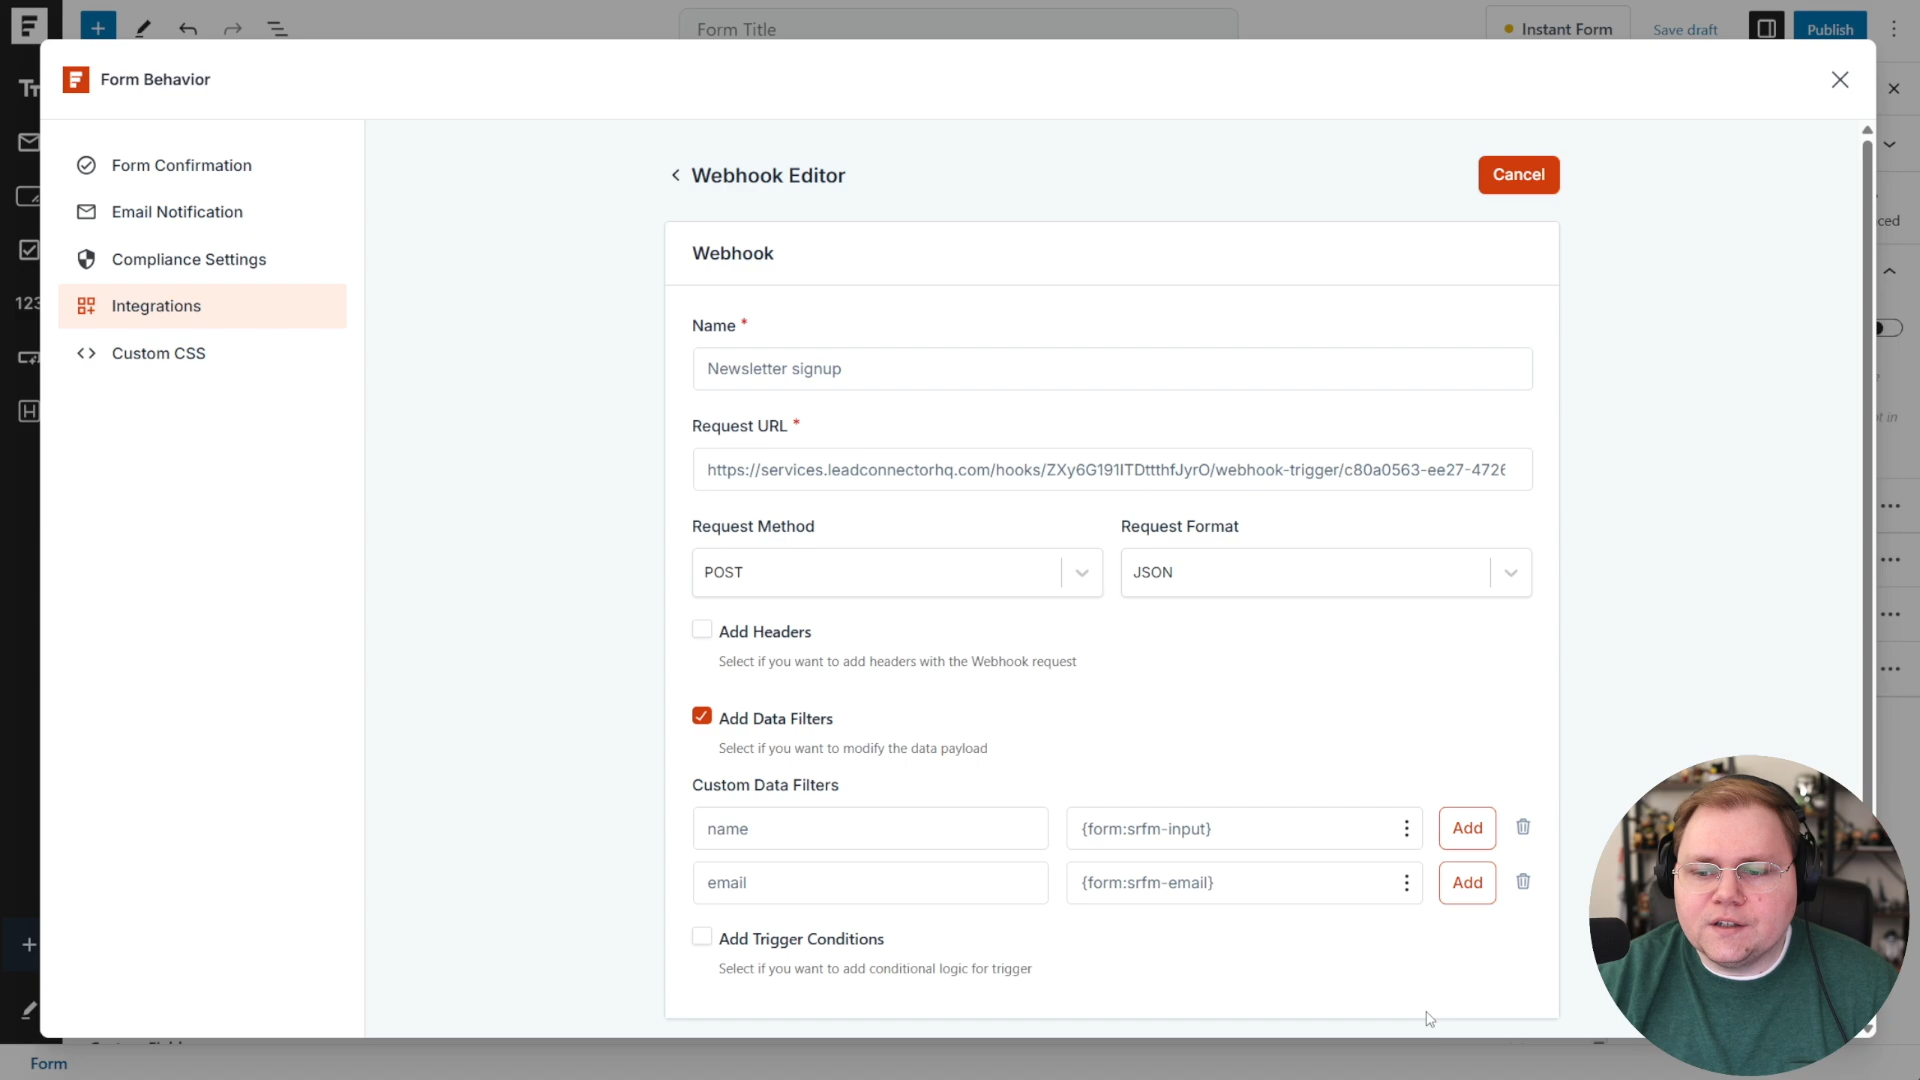 Form Title
Instant Form
Save draft
Publish
Form Behavior
Form Confirmation
Email Notification
Compliance Settings
Integrations
Custom CSS
Webhook Editor
Cancel
Webhook
Name *
Newsletter signup
Request URL *
https://services.leadconnectorhq.com/hooks/ZXy6G191ITDttthfJyrO/webhook-trigger/c80a0563-ee27-4726
Request Method
Request Format
POST
JSON
Add Headers
Select if you want to add headers with the Webhook request
Add Data Filters
Select if you want to modify the data payload
Custom Data Filters
name
{form:srfm-input}
Add
email
{form:srfm-email}
Add
Add Trigger Conditions
Select if you want to add conditional logic for trigger
Form
123